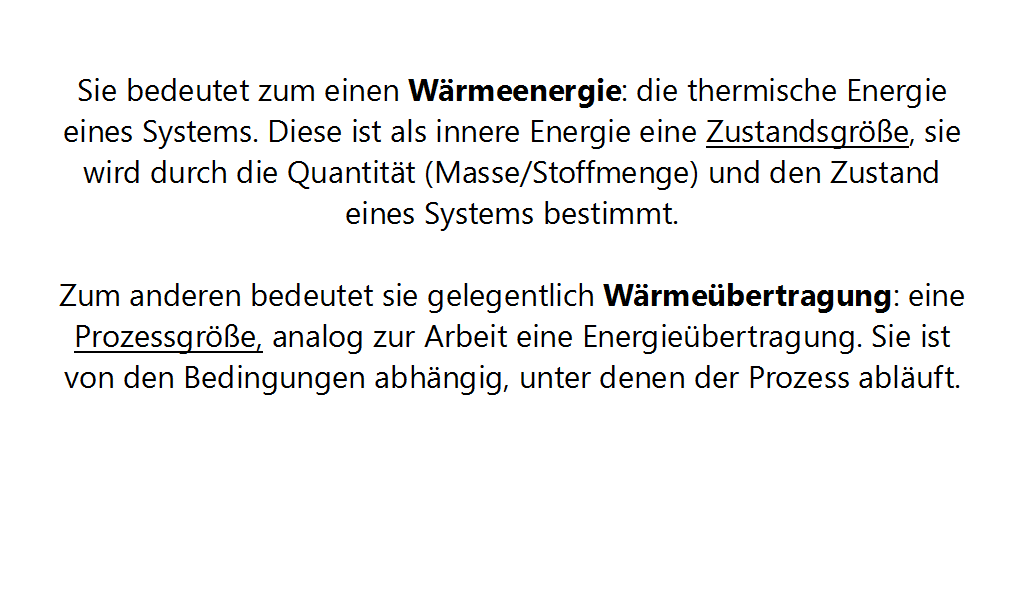 Sie bedeutet zum einen Wärmeenergie: die thermische Energie
eines Systems. Diese ist als innere Energie eine Zustandsgröße, sie
wird durch die Quantität (Masse/Stoffmenge) und den Zustand
eines Systems bestimmt.
Zum anderen bedeutet sie gelegentlich Wärmeübertragung: eine
Prozessgröße, analog zur Arbeit eine Energieübertragung. Sie ist
von den Bedingungen abhängig, unter denen der Prozess abläuft.